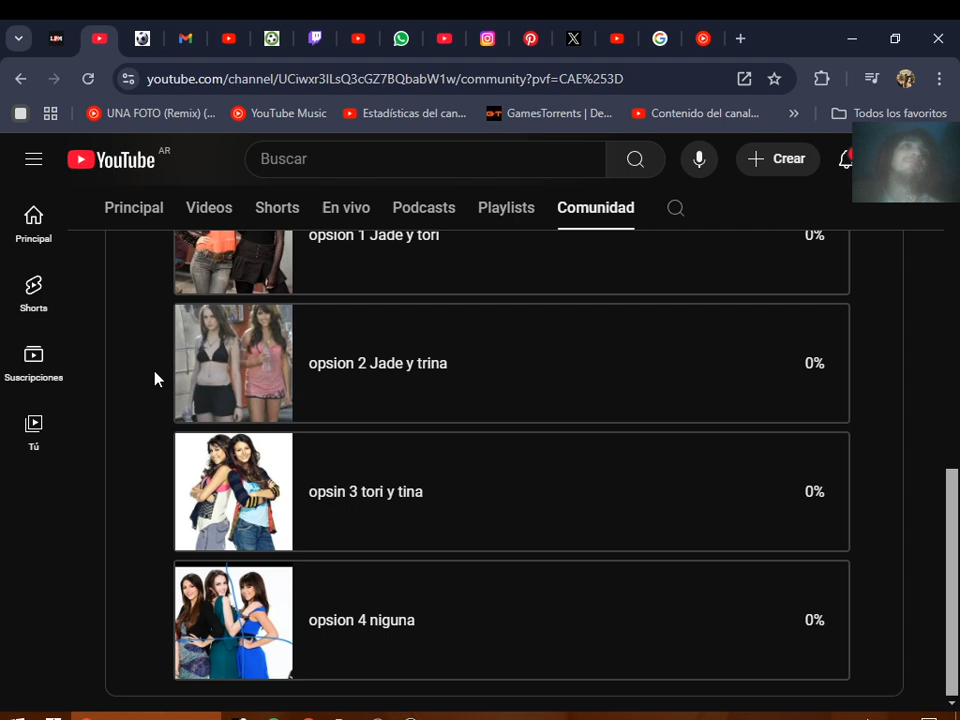 youtube.com/channel/UCiwxr3ILsQ3cGZ7BQbabW1w/community?pvf=CAE%253D
UNA FOTO (Remix) (...
YouTube Music
Estadísticas del can...
GamesTorrents | De...
Contenido del canal...
Todos los favoritos
YouTube AR
Buscar
Crear
Principal
Videos
Shorts
En vivo
Podcasts
Playlists
Comunidad
Principal
Shorts
Suscripciones
Tú
opsion 1 Jade y tori
0%
opsion 2 Jade y trina
0%
opsin 3 tori y tina
0%
opsion 4 niguna
0%